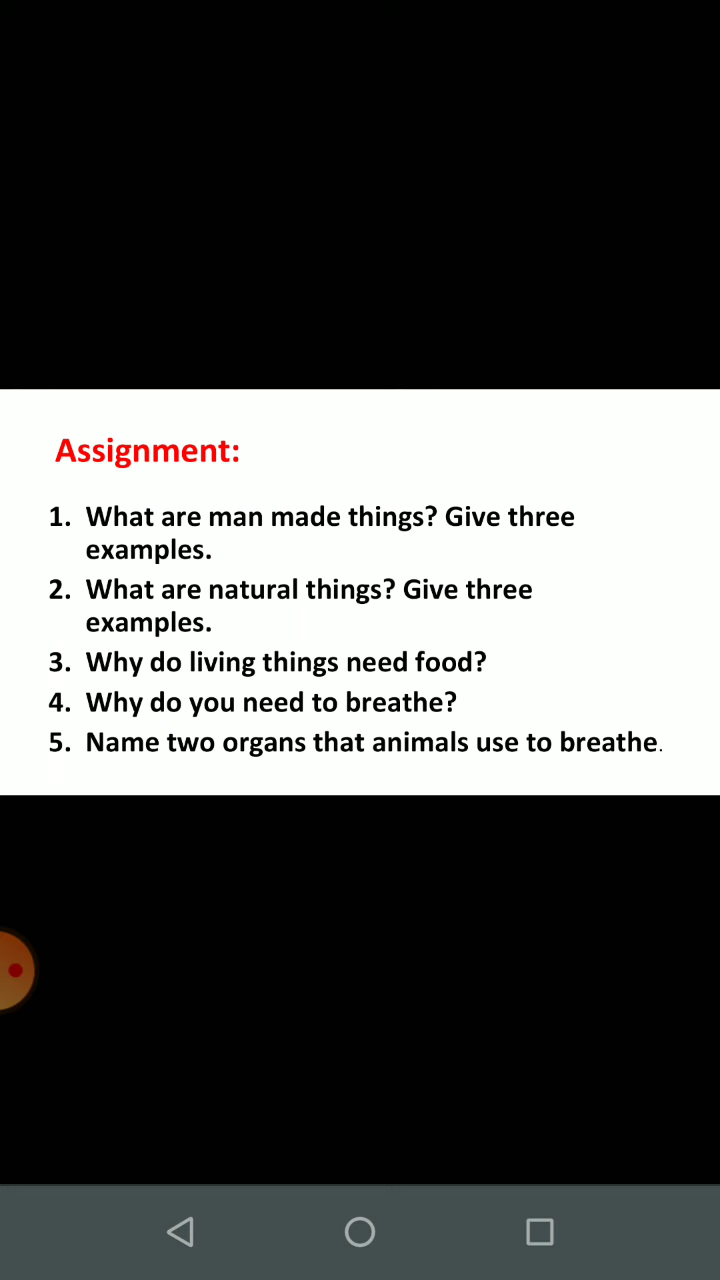 Assignment:
1. What are man made things? Give three
examples.
2. What are natural things? Give three
examples.
3. Why do living things need food?
4. Why do you need to breathe?
5. Name two organs that animals use to breathe.